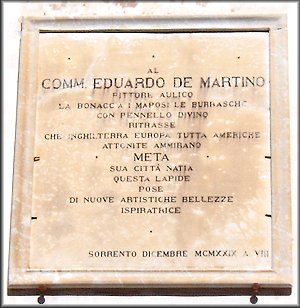 AL
COMM. EDUARDO DE MARTINO
PITTORE AULICO
LA BONACCA I MAROSI LE BURRASCHE
CON PENNELLO DIVINO
RITRASSE
CHE INGHILTERRA EUROPA TUTTA AMERICHE
ATTONITE AMMIRANO
META
SUA CITTÀ NATIA
QUESTA LAPIDE
POSE
DI NUOVE ARTISTICHE BELLEZZE
ISPIRATRICE
SORRENTO DICEMBRE MCMXXIX A. VIII